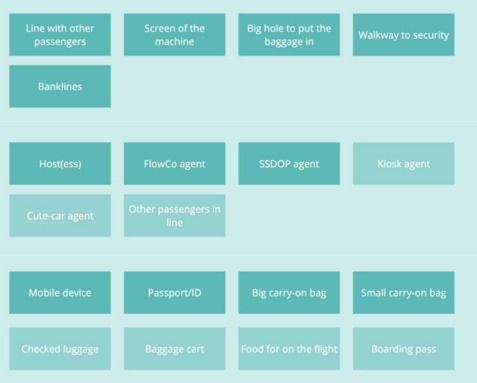 Line with other
passengers
Screen of the
machine
Big hole to put the
baggage in
Walkway to security
Banklines
Host(ess)
FlowCo agent
SSDOP agent
Kiosk agent
Cute-car agent
Other passengers in
line
Mobile device
Passport/ID
Big carry-on bag
Small carry-on bag
Checked luggage
Baggage cart
Food for on the flight
Boarding pass